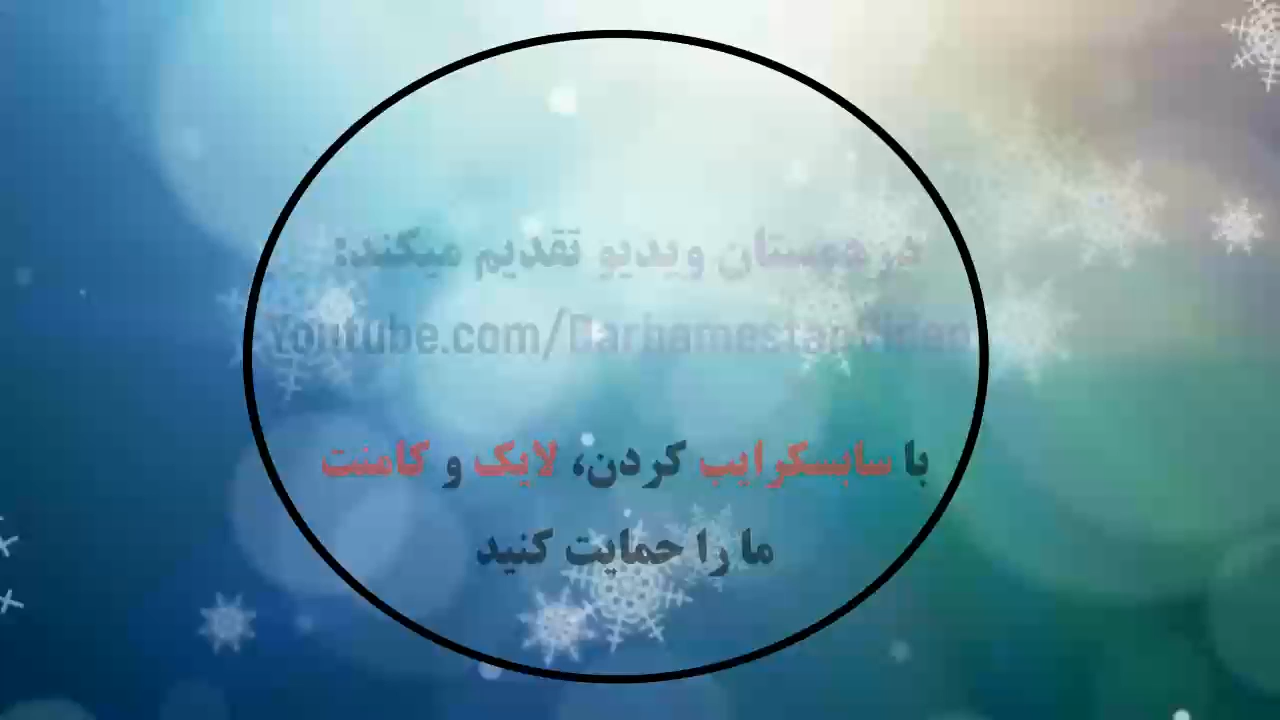 درهمستان ویدیو تقدیم میکند:
Youtube.com/DarhamestanVideo
با سابسکرایب کردن، لایک و کامنت
ما را حمایت کنید